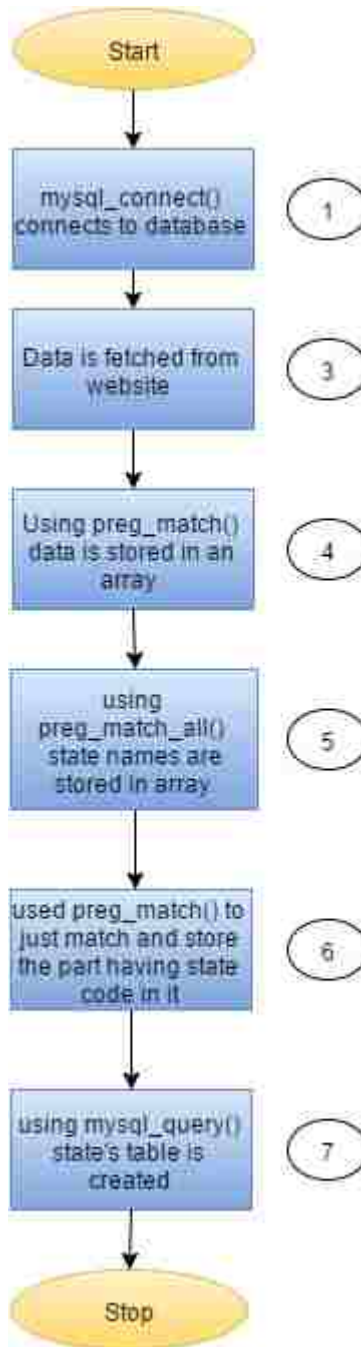 Start
mysql_connect()
connects to database
1
Data is fetched from
website
3
Using preg_match()
data is stored in an
array
4
using
preg_match_all()
state names are
stored in array
5
used preg_match() to
just match and store
the part having state
code in it
6
using mysql_query()
state's table is
created
7
Stop